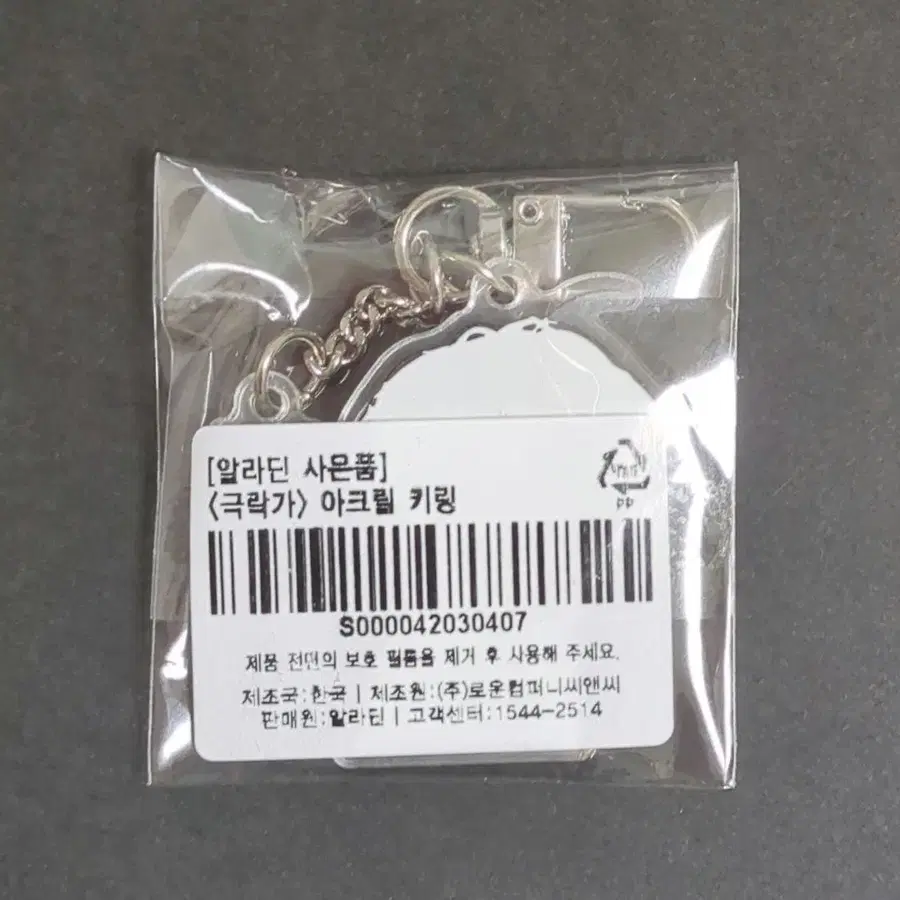 [알라딘 사은품]
<극락가> 아크릴 키링
PP
S000042030407
제품 전면의 보호 필름을 제거 후 사용해 주세요.
제조국:한국 | 제조원:(주)로운컴퍼니씨앤씨
판매원:알라딘 | 고객센터:1544-2514